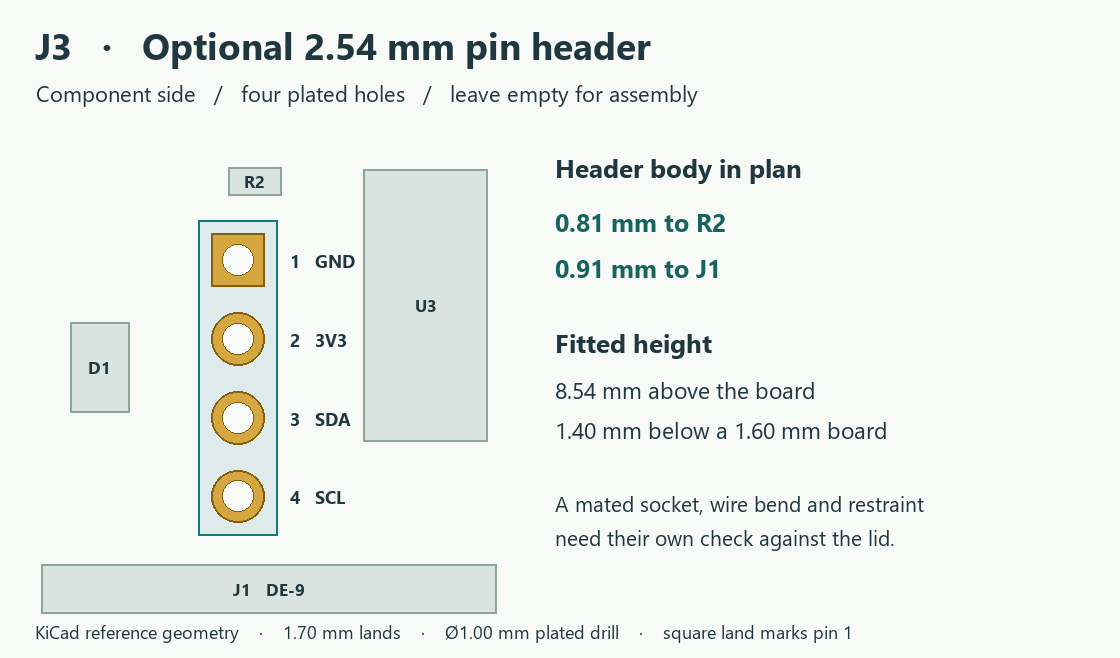 J3 · Optional 2.54 mm pin header
Component side / four plated holes / leave empty for assembly
R2
1 GND
2 3V3
3 SDA
4 SCL
D1
U3
J1 DE-9
Header body in plan
0.81 mm to R2
0.91 mm to J1
Fitted height
8.54 mm above the board
1.40 mm below a 1.60 mm board
A mated socket, wire bend and restraint
need their own check against the lid.
KiCad reference geometry · 1.70 mm lands · Ø1.00 mm plated drill · square land marks pin 1